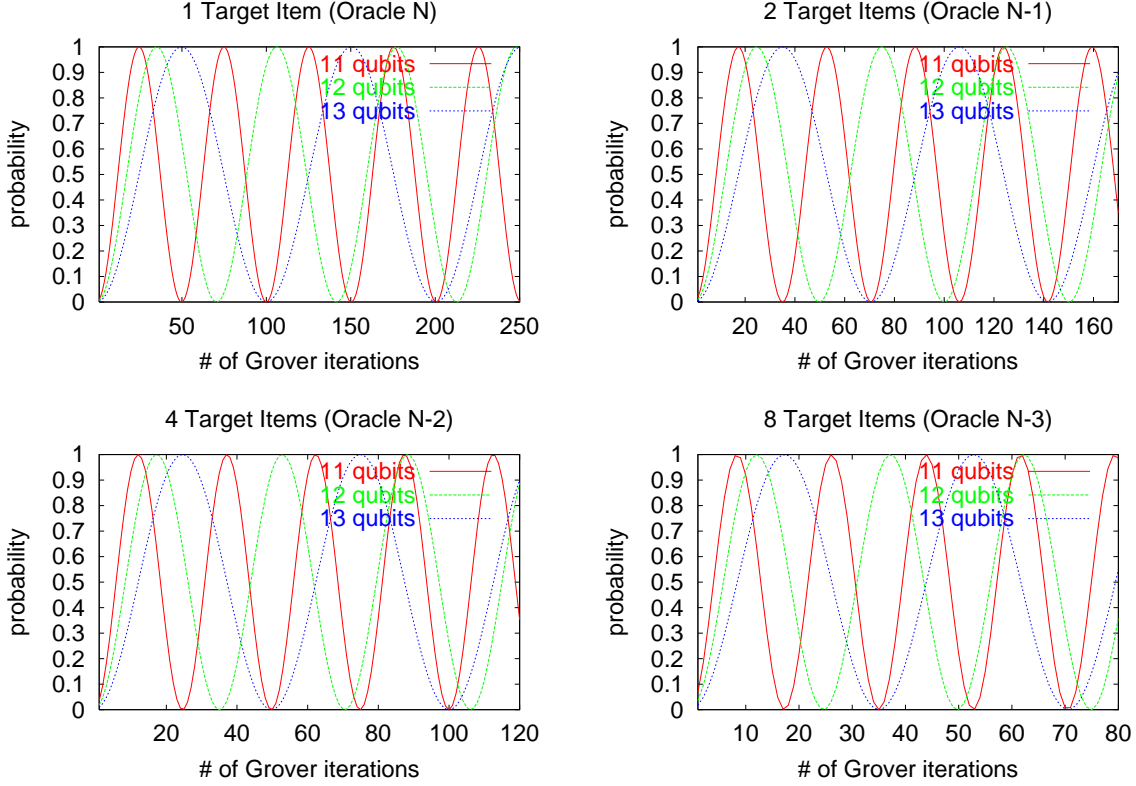 1 Target Item (Oracle N)
1
0.9
0.8
0.7
0.6
0.5
0.4
0.3
0.2
0.1
0
probability
11 qubits
12 qubits
13 qubits
50 100 150 200 250
# of Grover iterations
2 Target Items (Oracle N-1)
1
0.9
0.8
0.7
0.6
0.5
0.4
0.3
0.2
0.1
0
probability
11 qubits
12 qubits
13 qubits
20 40 60 80 100 120 140 160
# of Grover iterations
4 Target Items (Oracle N-2)
1
0.9
0.8
0.7
0.6
0.5
0.4
0.3
0.2
0.1
0
probability
11 qubits
12 qubits
13 qubits
20 40 60 80 100 120
# of Grover iterations
8 Target Items (Oracle N-3)
1
0.9
0.8
0.7
0.6
0.5
0.4
0.3
0.2
0.1
0
probability
11 qubits
12 qubits
13 qubits
10 20 30 40 50 60 70 80
# of Grover iterations